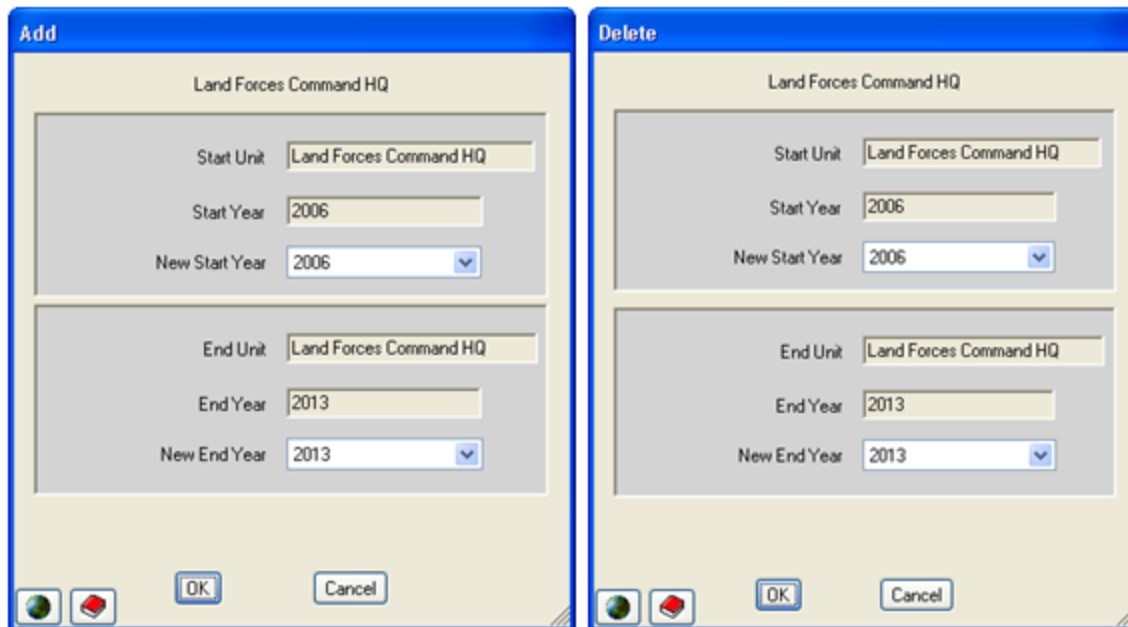 Add
Land Forces Command HQ
Start Unit Land Forces Command HQ
Start Year 2006
New Start Year 2006
End Unit Land Forces Command HQ
End Year 2013
New End Year 2013
OK Cancel
Delete
Land Forces Command HQ
Start Unit Land Forces Command HQ
Start Year 2006
New Start Year 2006
End Unit Land Forces Command HQ
End Year 2013
New End Year 2013
OK Cancel